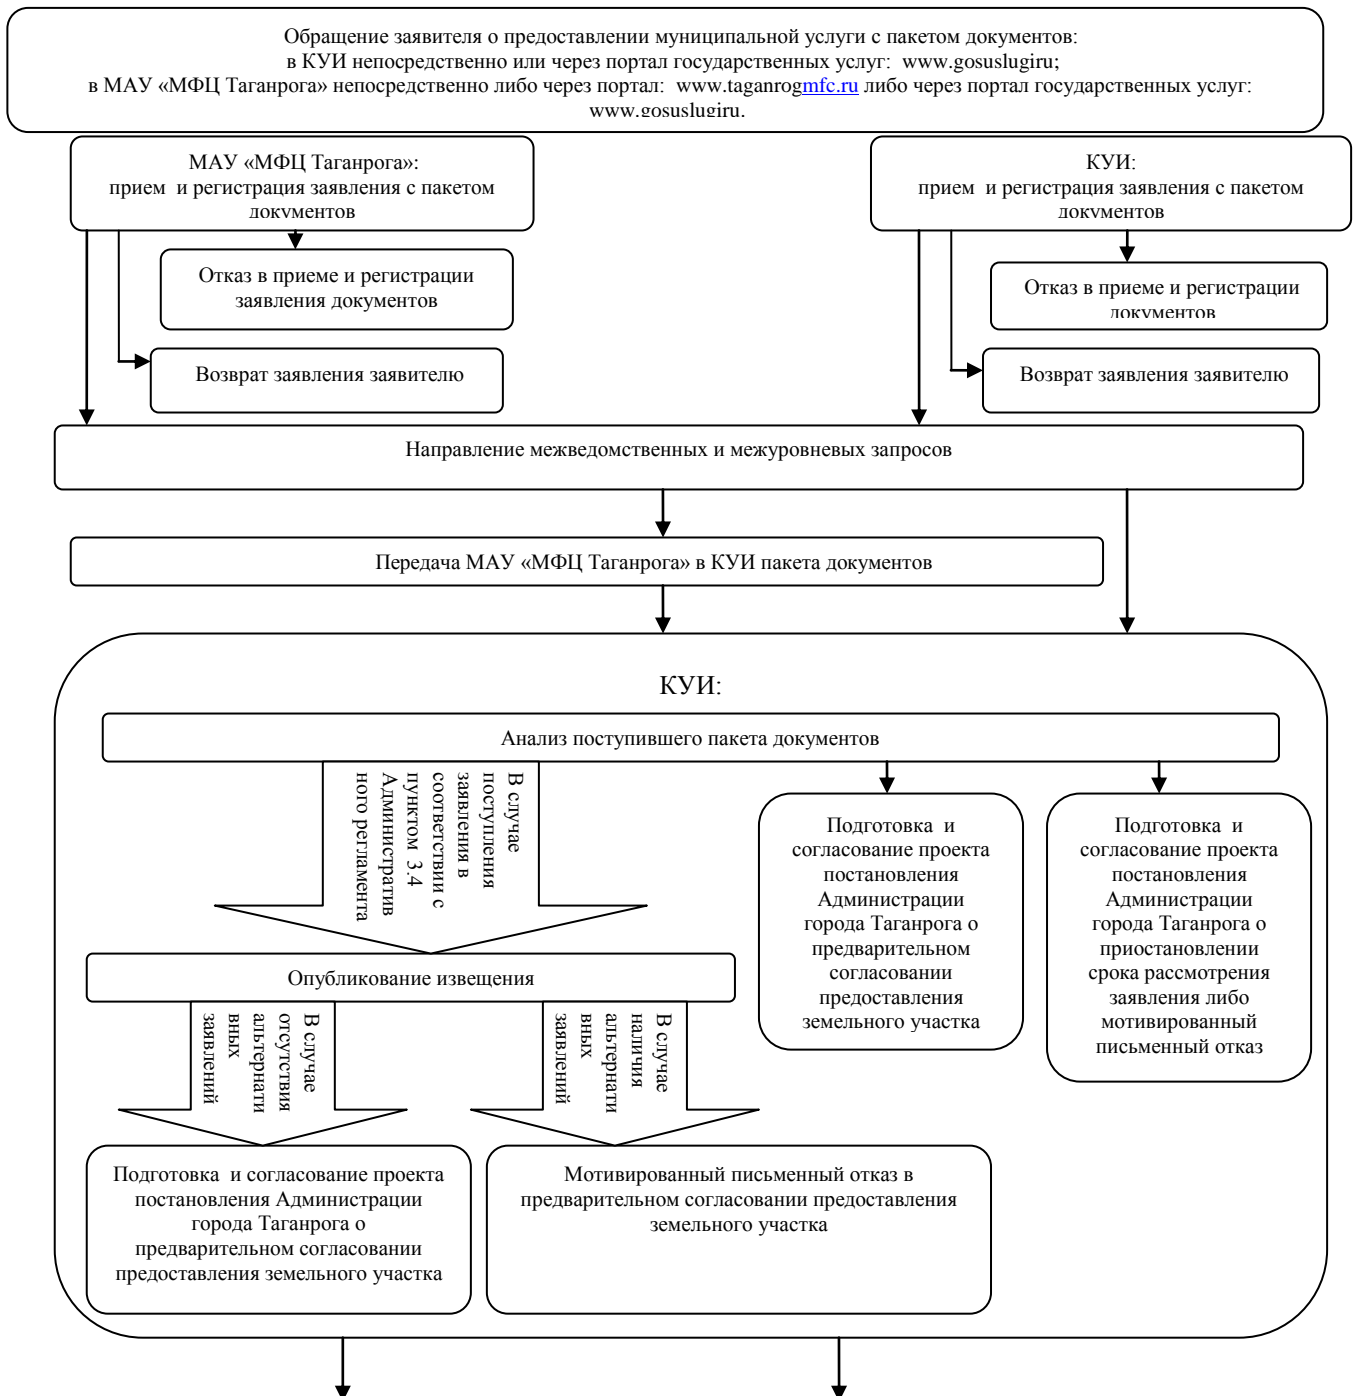 Обращение заявителя о предоставлении муниципальной услуги с пакетом документов:
в КУИ непосредственно или через портал государственных услуг: www.gosuslugiru;
в МАУ «МФЦ Таганрога» непосредственно либо через портал: www.taganrogmfc.ru либо через портал государственных услуг:
www.gosuslugiru.
МАУ «МФЦ Таганрога»:
прием и регистрация заявления с пакетом
документов
КУИ:
прием и регистрация заявления с пакетом
документов
Отказ в приеме и регистрации
заявления документов
Отказ в приеме и регистрации
документов
Возврат заявления заявителю
Возврат заявления заявителю
Направление межведомственных и межуровневых запросов
Передача МАУ «МФЦ Таганрога» в КУИ пакета документов
КУИ:
Анализ поступившего пакета документов
В случае
поступления
заявления в
соответствии с
пунктом 3.4
Административ
ного регламента
Подготовка и
согласование проекта
постановления
Администрации
города Таганрога о
предварительном
согласовании
предоставления
земельного участка
Подготовка и
согласование проекта
постановления
Администрации
города Таганрога о
приостановлении
срока рассмотрения
заявления либо
мотивированный
письменный отказ
Опубликование извещения
В случае
отсутствия
альтернати
вных
заявлений
В случае
наличия
альтернати
вных
заявлений
Подготовка и согласование проекта
постановления Администрации
города Таганрога о
предварительном согласовании
предоставления земельного участка
Мотивированный письменный отказ в
предварительном согласовании предоставления
земельного участка